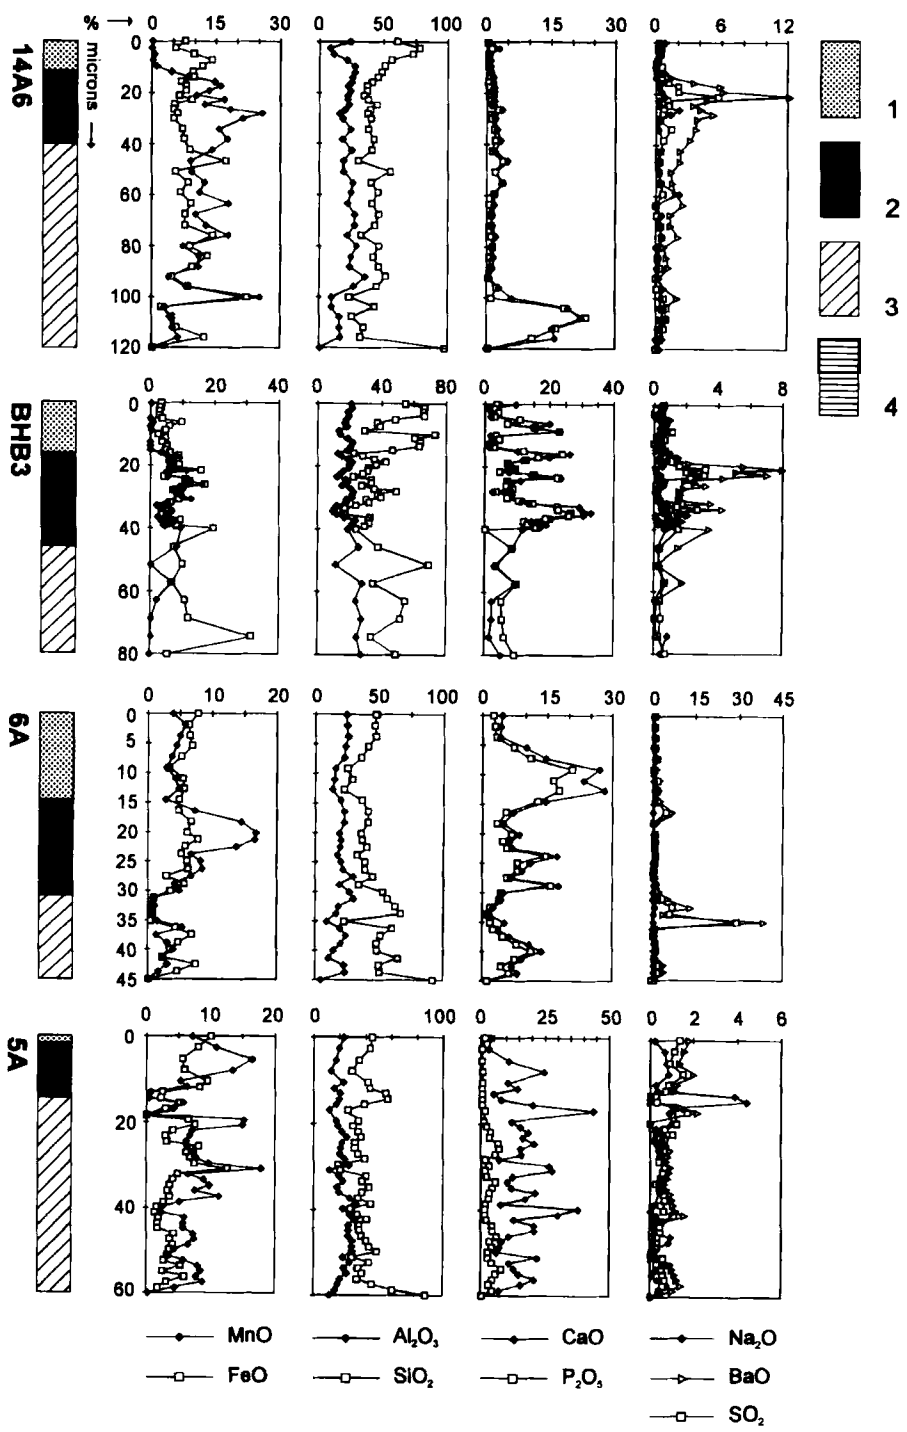 % → 0 15 30 0 25 50 75 100 0 15 30 0 6 12
14A6
microns →
0
20
40
60
80
100
120
1
2
3
4
0 20 40 0 40 80 0 20 40 0 4 8
BHB3
0
20
40
60
80
0 10 20 0 50 100 0 15 30 0 15 30 45
6A
0
5
10
15
20
25
30
35
40
45
0 10 20 0 100 0 25 50 0 2 4 6
5A
0
20
40
60
MnO Al₂O₃ CaO Na₂O
FeO SiO₂ P₂O₅ BaO
SO₂